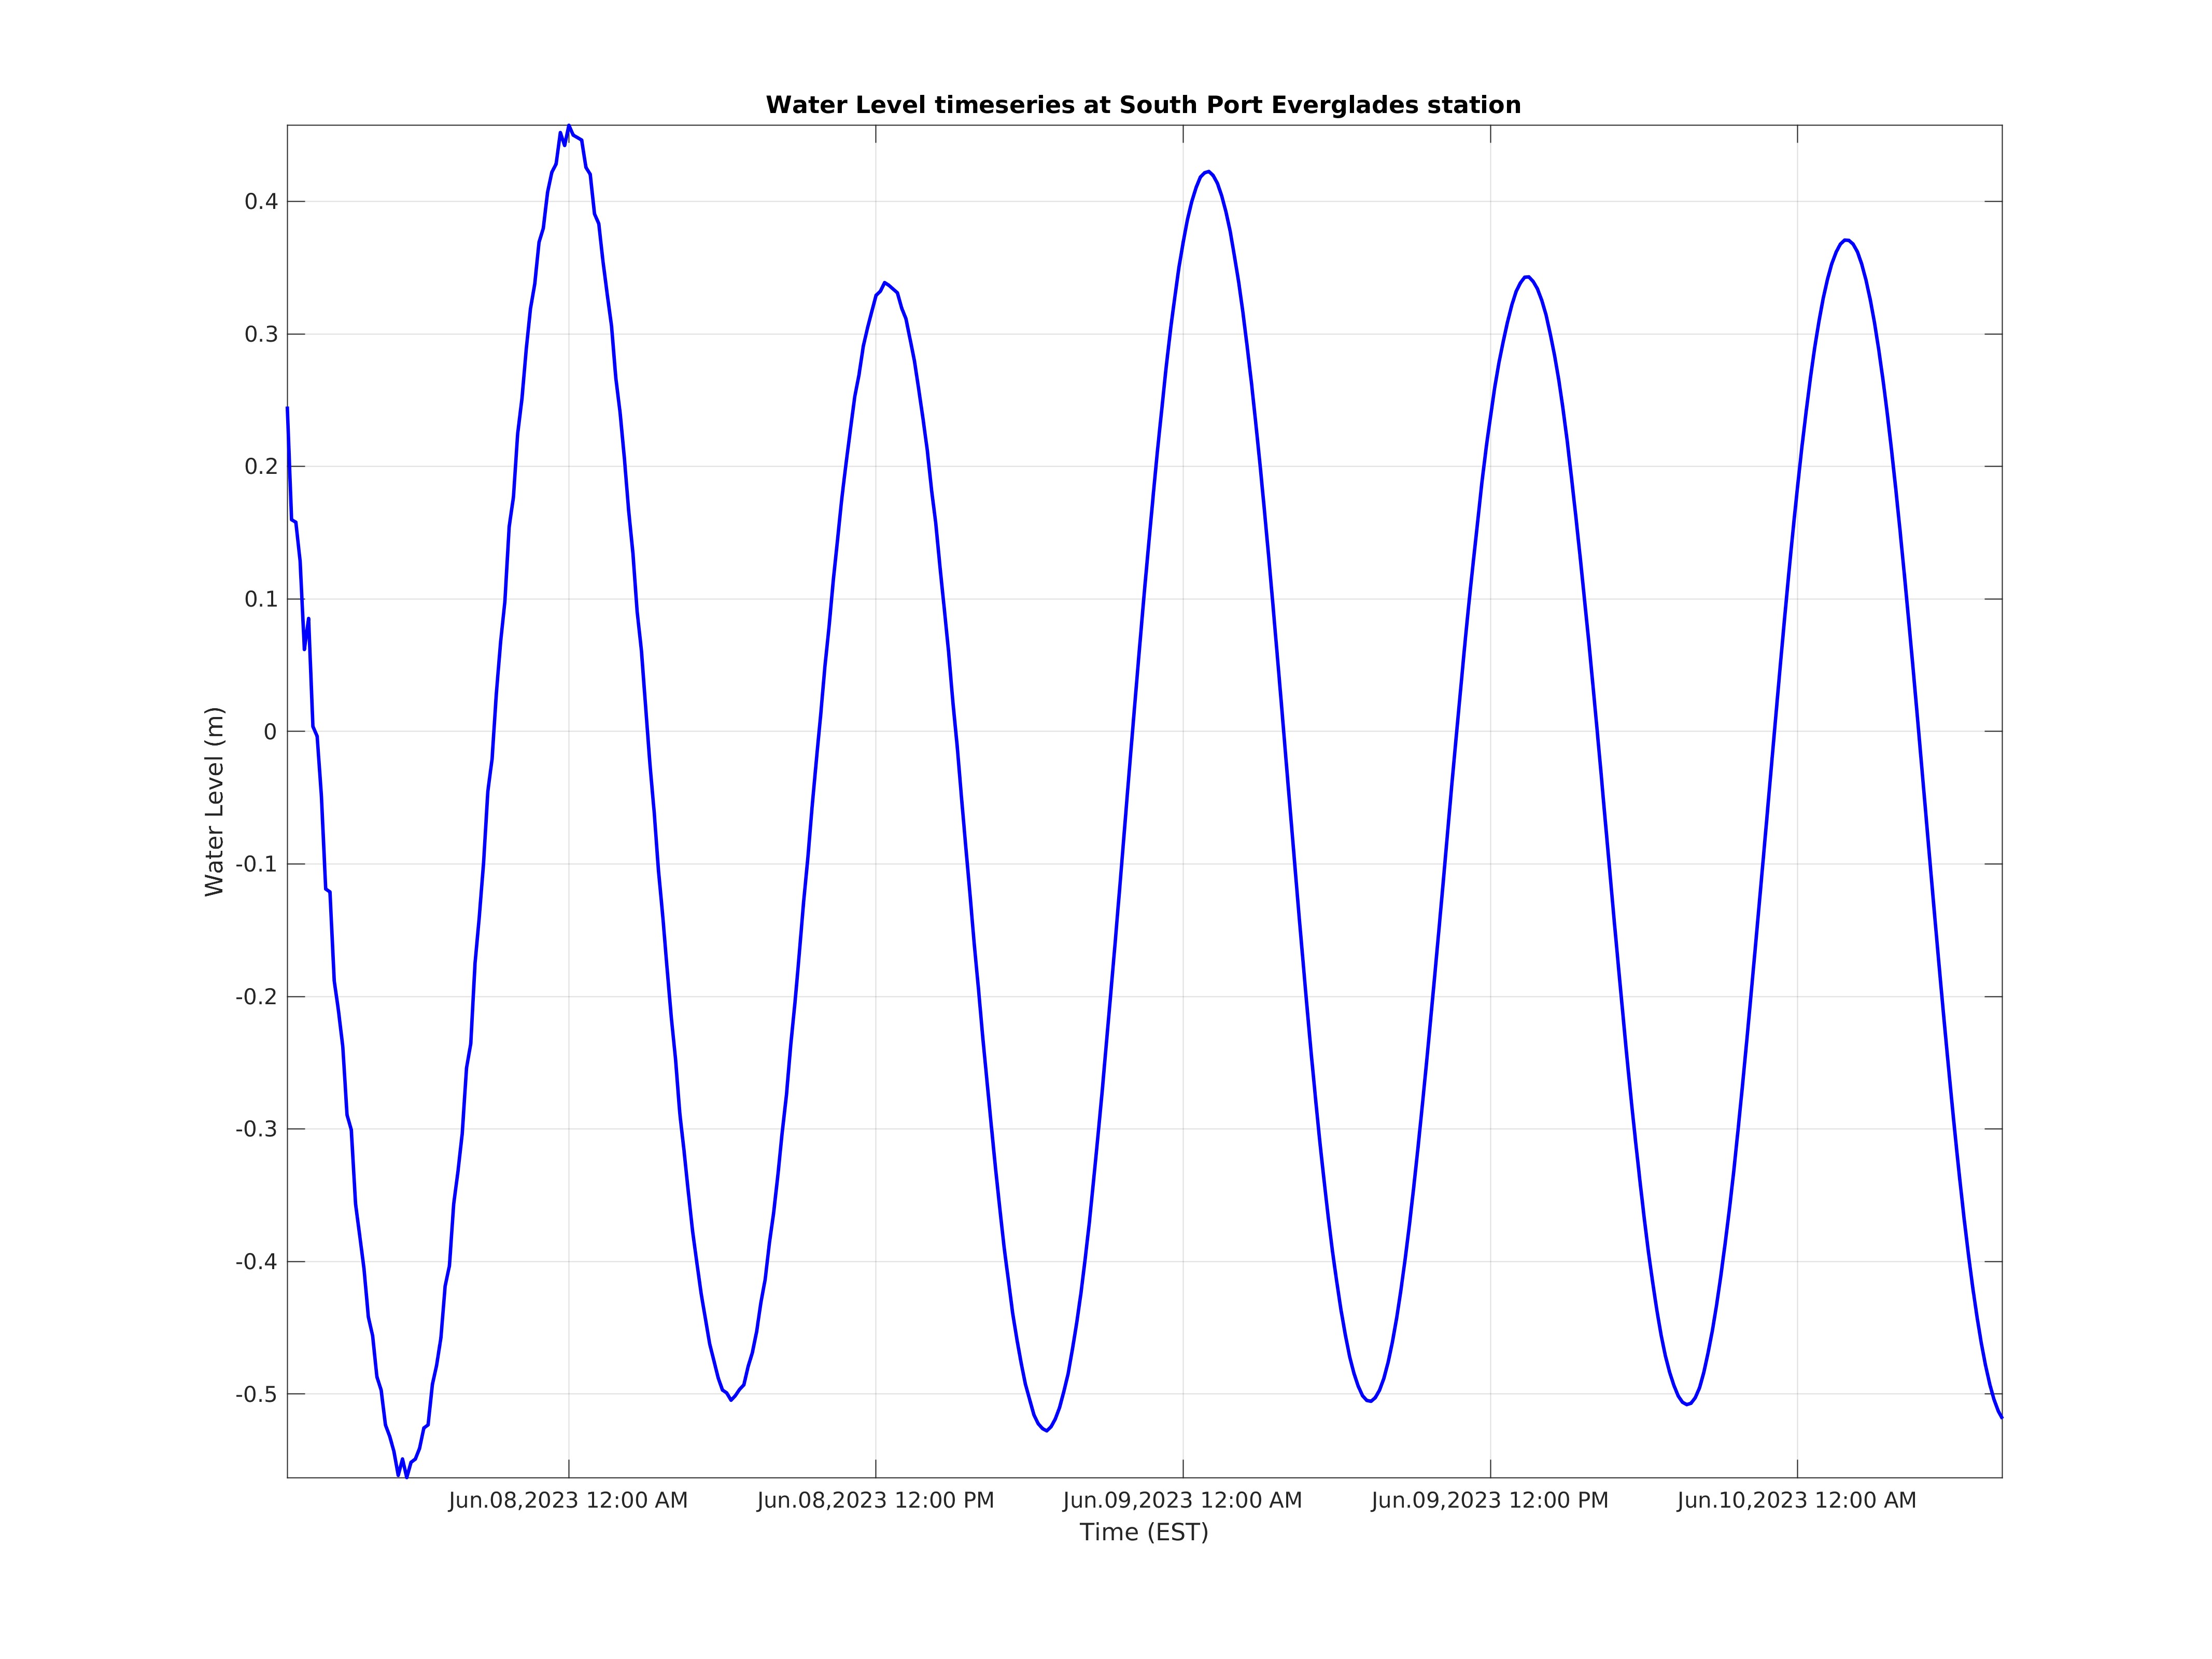 Water Level timeseries at South Port Everglades station
0.4
0.3
0.2
0.1
0
-0.1
-0.2
-0.3
-0.4
-0.5
Water Level (m)
Jun.08,2023 12:00 AM
Jun.08,2023 12:00 PM
Jun.09,2023 12:00 AM
Jun.09,2023 12:00 PM
Jun.10,2023 12:00 AM
Time (EST)